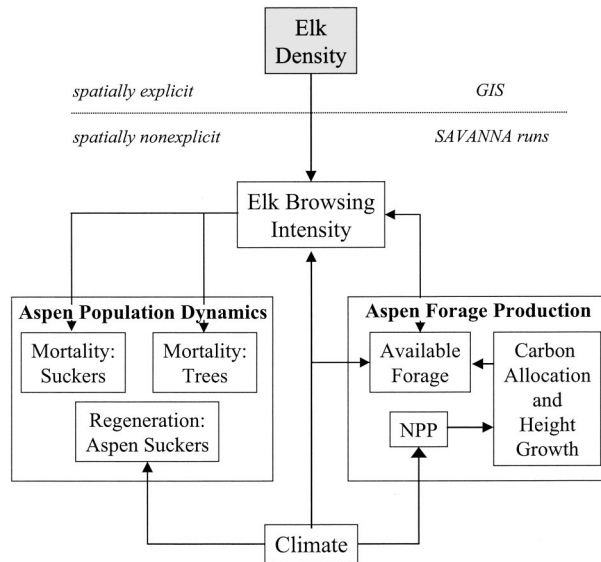 Elk
Density
spatially explicit
GIS
spatially nonexplicit
SAVANNA runs
Elk Browsing
Intensity
Aspen Population Dynamics
Mortality:
Suckers
Mortality:
Trees
Regeneration:
Aspen Suckers
Aspen Forage Production
Available
Forage
Carbon
Allocation
and
Height
Growth
NPP
Climate